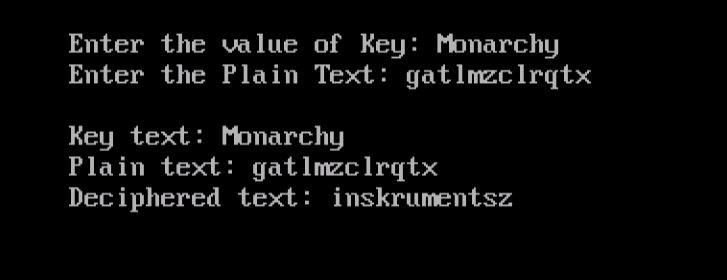 Enter the value of Key: Monarchy
Enter the Plain Text: gatlmzclrqtx
Key text: Monarchy
Plain text: gatlmzclrqtx
Deciphered text: inskrumentsz